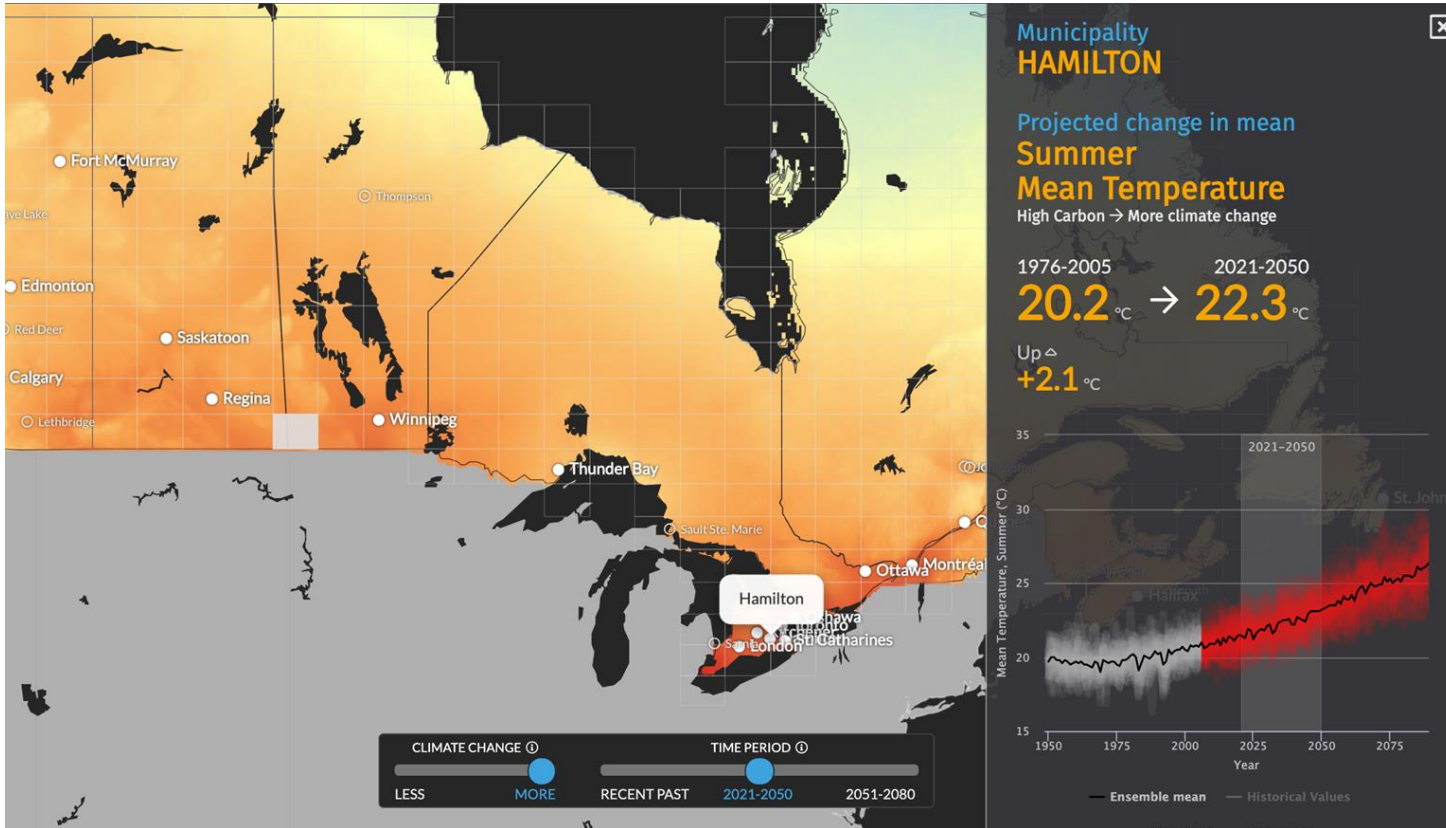 Fort McMurray
Thompson
ave Lake
Edmonton
Red Deer
Saskatoon
Calgary
Regina
Lethbridge
Winnipeg
Thunder Bay
Sault Ste. Marie
Ottawa
Montréal
Hamilton
London
St. Catharines
CLIMATE CHANGE
TIME PERIOD
LESS
MORE
RECENT PAST
2021-2050
2051-2080
Municipality
HAMILTON
Projected change in mean
Summer
Mean Temperature
High Carbon → More climate change
1976-2005
2021-2050
20.2 °C → 22.3 °C
Up
+2.1 °C
Mean Temperature, Summer (°C)
35
30
25
20
15
2021–2050
St. John
Halifax
1950
1975
2000
2025
2050
2075
Year
Ensemble mean
Historical Values